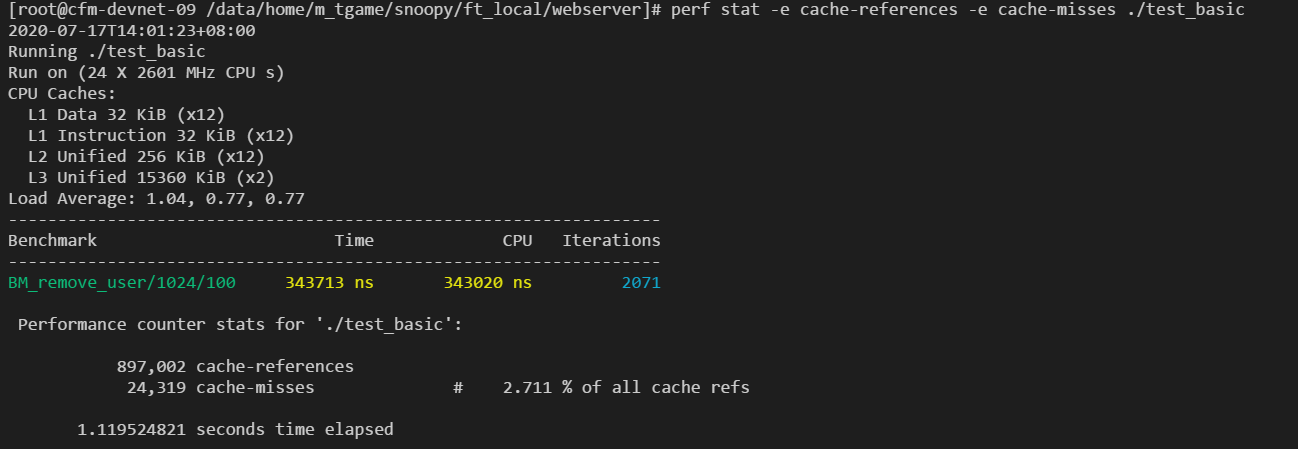 [root@cfm-devnet-09 /data/home/m_tgame/snoopy/ft_local/webserver]# perf stat -e cache-references -e cache-misses ./test_basic
2020-07-17T14:01:23+08:00
Running ./test_basic
Run on (24 X 2601 MHz CPU s)
CPU Caches:
  L1 Data 32 KiB (x12)
  L1 Instruction 32 KiB (x12)
  L2 Unified 256 KiB (x12)
  L3 Unified 15360 KiB (x2)
Load Average: 1.04, 0.77, 0.77
-------------------------------------------------------------------
Benchmark                         Time             CPU   Iterations
-------------------------------------------------------------------
BM_remove_user/1024/100      343713 ns       343020 ns         2071
 Performance counter stats for './test_basic':
           897,002 cache-references
            24,319 cache-misses              #    2.711 % of all cache refs
       1.119524821 seconds time elapsed